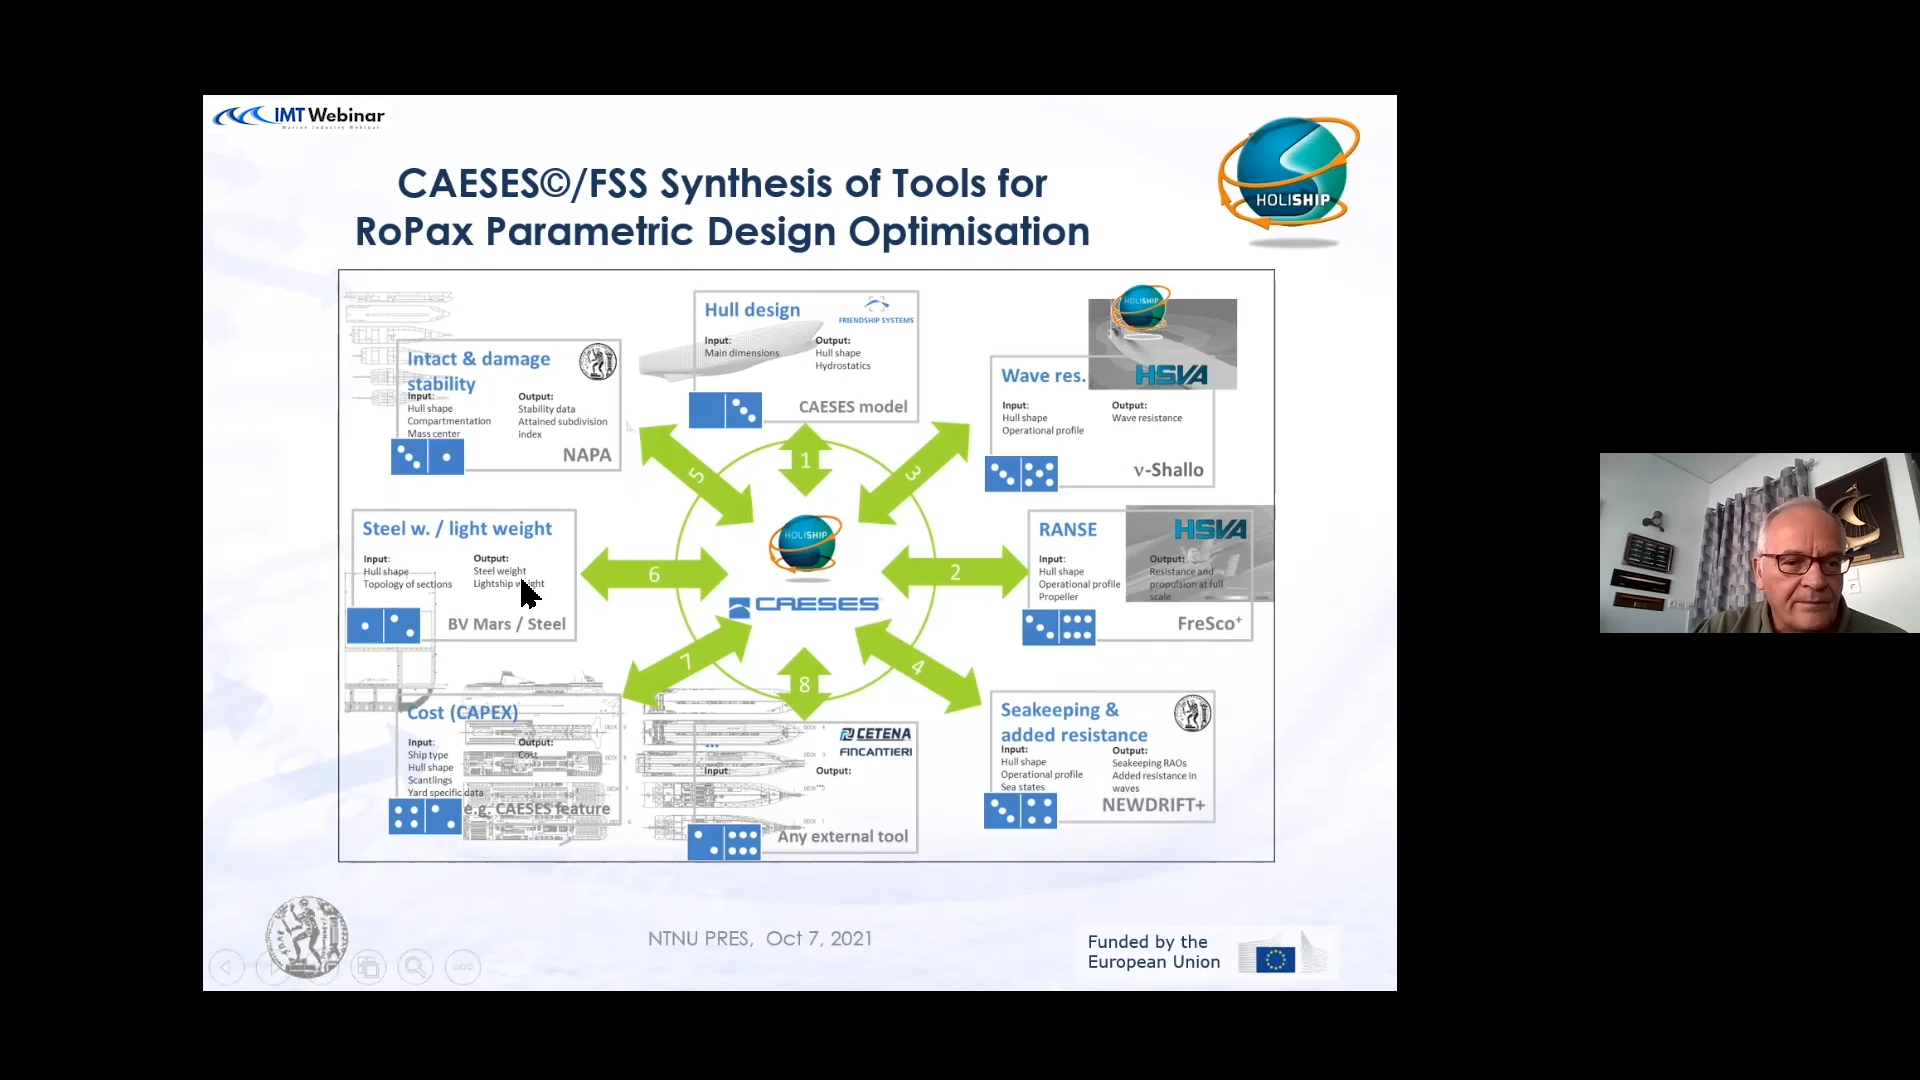 IMT Webinar
Marine Industry Webinar
CAESES©/FSS Synthesis of Tools for
RoPax Parametric Design Optimisation
HOLISHIP
Hull design
FRIENDSHIP SYSTEMS
Input:
Main dimensions
Output:
Hull shape
Hydrostatics
CAESES model
Intact & damage
stability
Input:
Hull shape
Compartmentation
Mass center
Output:
Stability data
Attained subdivision
index
NAPA
HOLISHIP
HSVA
Wave res.
Input:
Hull shape
Operational profile
Output:
Wave resistance
ν-Shallo
5
1
3
Steel w. / light weight
Input:
Hull shape
Topology of sections
Output:
Steel weight
Lightship weight
BV Mars / Steel
6
HOLISHIP
CAESES
2
RANSE
HSVA
Input:
Hull shape
Operational profile
Propeller
Output:
Resistance and
propulsion at full
scale
FreSco+
7
8
4
Cost (CAPEX)
Input:
Ship type
Hull shape
Scantlings
Yard specific data
Output:
Cost
e.g. CAESES feature
...
CETENA
FINCANTIERI
Input:
Output:
Any external tool
Seakeeping &
added resistance
Input:
Hull shape
Operational profile
Sea states
Output:
Seakeeping RAOs
Added resistance in
waves
NEWDRIFT+
NTNU PRES, Oct 7, 2021
Funded by the
European Union